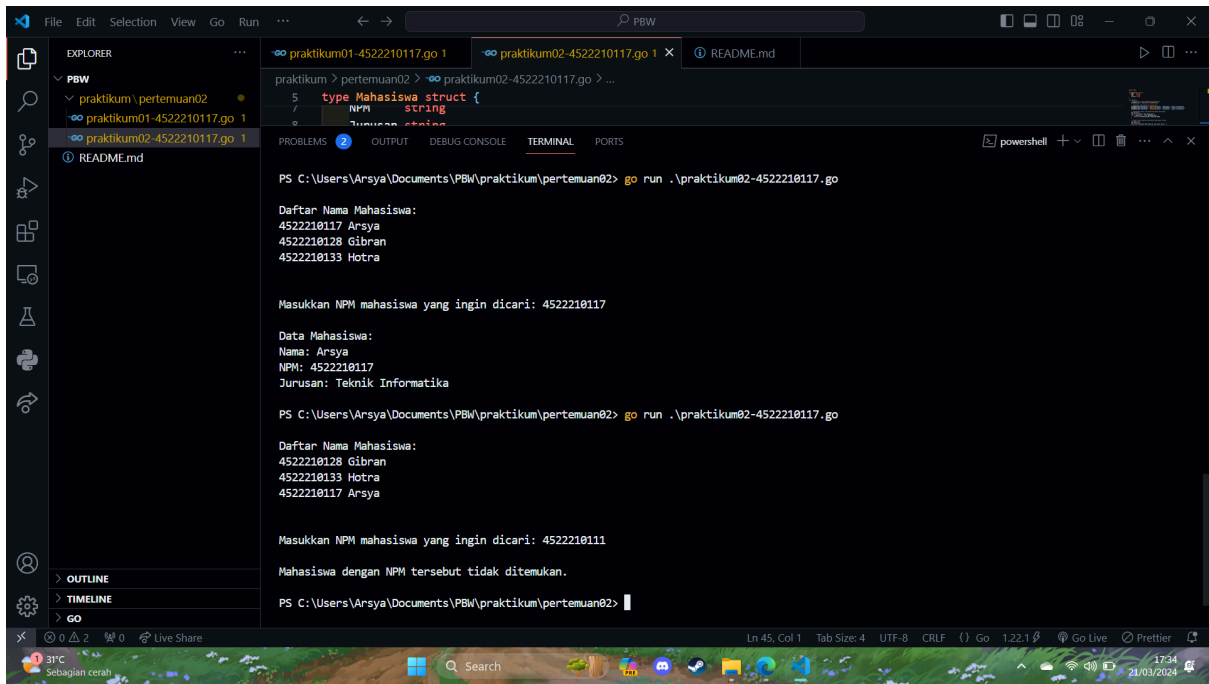 File Edit Selection View Go Run ··· PBW
EXPLORER ···
PBW
praktikum \ pertemuan02
praktikum01-4522210117.go 1
praktikum02-4522210117.go 1
README.md
OUTLINE
TIMELINE
GO
praktikum01-4522210117.go 1 praktikum02-4522210117.go 1 README.md
praktikum > pertemuan02 > praktikum02-4522210117.go > ...
5 type Mahasiswa struct {
7 NPM string
8 Jurusan string
PROBLEMS 2 OUTPUT DEBUG CONSOLE TERMINAL PORTS powershell
PS C:\Users\Arsya\Documents\PBW\praktikum\pertemuan02> go run .\praktikum02-4522210117.go
Daftar Nama Mahasiswa:
4522210117 Arsya
4522210128 Gibran
4522210133 Hotra
Masukkan NPM mahasiswa yang ingin dicari: 4522210117
Data Mahasiswa:
Nama: Arsya
NPM: 4522210117
Jurusan: Teknik Informatika
PS C:\Users\Arsya\Documents\PBW\praktikum\pertemuan02> go run .\praktikum02-4522210117.go
Daftar Nama Mahasiswa:
4522210128 Gibran
4522210133 Hotra
4522210117 Arsya
Masukkan NPM mahasiswa yang ingin dicari: 4522210111
Mahasiswa dengan NPM tersebut tidak ditemukan.
PS C:\Users\Arsya\Documents\PBW\praktikum\pertemuan02>
0 2 0 Live Share Ln 45, Col 1 Tab Size: 4 UTF-8 CRLF {} Go 1.22.1 Go Live Prettier
1 31°C Search PRE 17:34
Sebagian cerah 21/03/2024